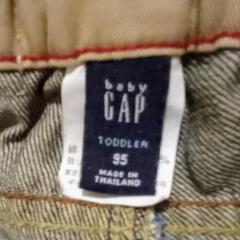 baby
GAP
TODDLER
95
MADE IN
THAILAND